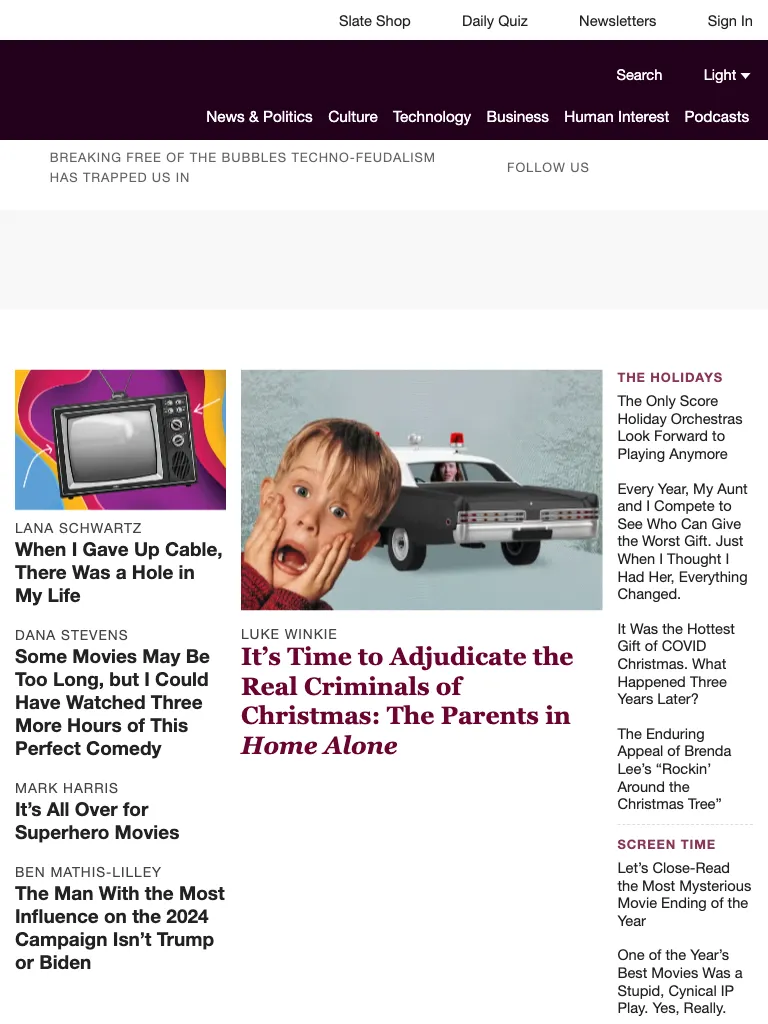 Slate Shop
Daily Quiz
Newsletters
Sign In
Search
Light
News & Politics
Culture
Technology
Business
Human Interest
Podcasts
BREAKING FREE OF THE BUBBLES TECHNO-FEUDALISM
HAS TRAPPED US IN
FOLLOW US
LANA SCHWARTZ
When I Gave Up Cable,
There Was a Hole in
My Life
DANA STEVENS
Some Movies May Be
Too Long, but I Could
Have Watched Three
More Hours of This
Perfect Comedy
MARK HARRIS
It’s All Over for
Superhero Movies
BEN MATHIS-LILLEY
The Man With the Most
Influence on the 2024
Campaign Isn’t Trump
or Biden
LUKE WINKIE
It’s Time to Adjudicate the
Real Criminals of
Christmas: The Parents in
Home Alone
THE HOLIDAYS
The Only Score
Holiday Orchestras
Look Forward to
Playing Anymore
Every Year, My Aunt
and I Compete to
See Who Can Give
the Worst Gift. Just
When I Thought I
Had Her, Everything
Changed.
It Was the Hottest
Gift of COVID
Christmas. What
Happened Three
Years Later?
The Enduring
Appeal of Brenda
Lee’s “Rockin’
Around the
Christmas Tree”
SCREEN TIME
Let’s Close-Read
the Most Mysterious
Movie Ending of the
Year
One of the Year’s
Best Movies Was a
Stupid, Cynical IP
Play. Yes, Really.